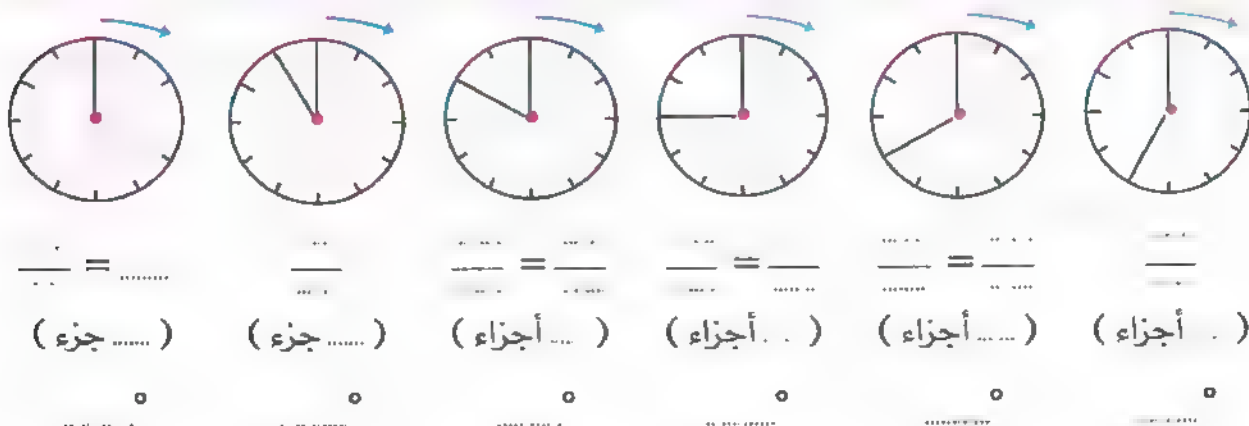 = ........
=
=
=
( ...... جزء )
( ...... جزء )
( .... أجزاء )
( . . أجزاء )
( ... .. أجزاء )
( . أجزاء )
° ° ° ° ° °